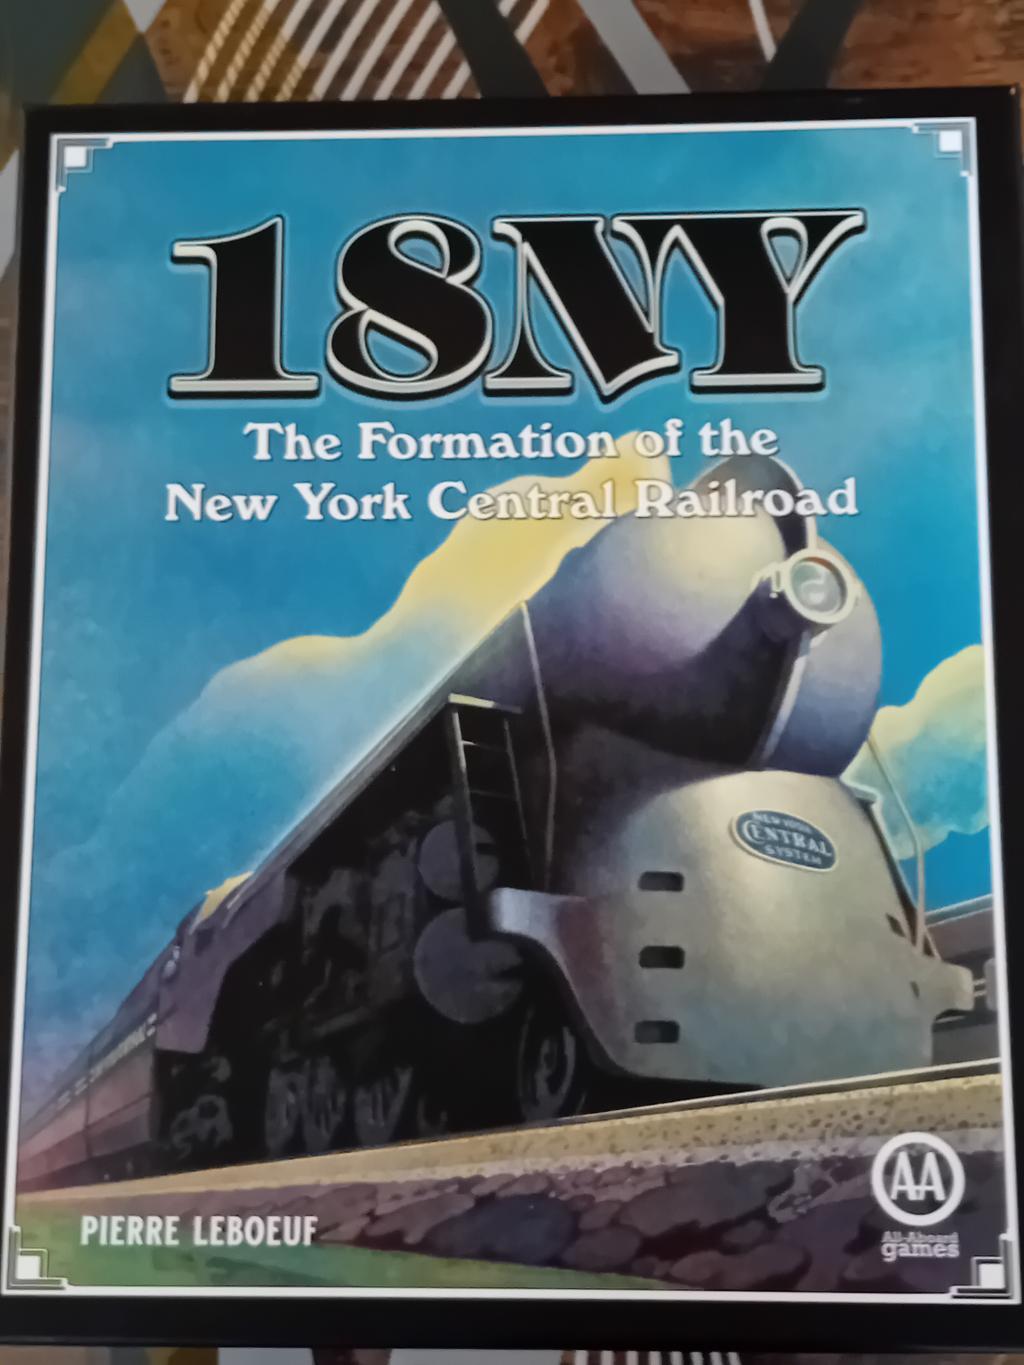 18NY
The Formation of the
New York Central Railroad
NEW YORK
CENTRAL
SYSTEM
PIERRE LEBOEUF
AA
All-Aboard
games